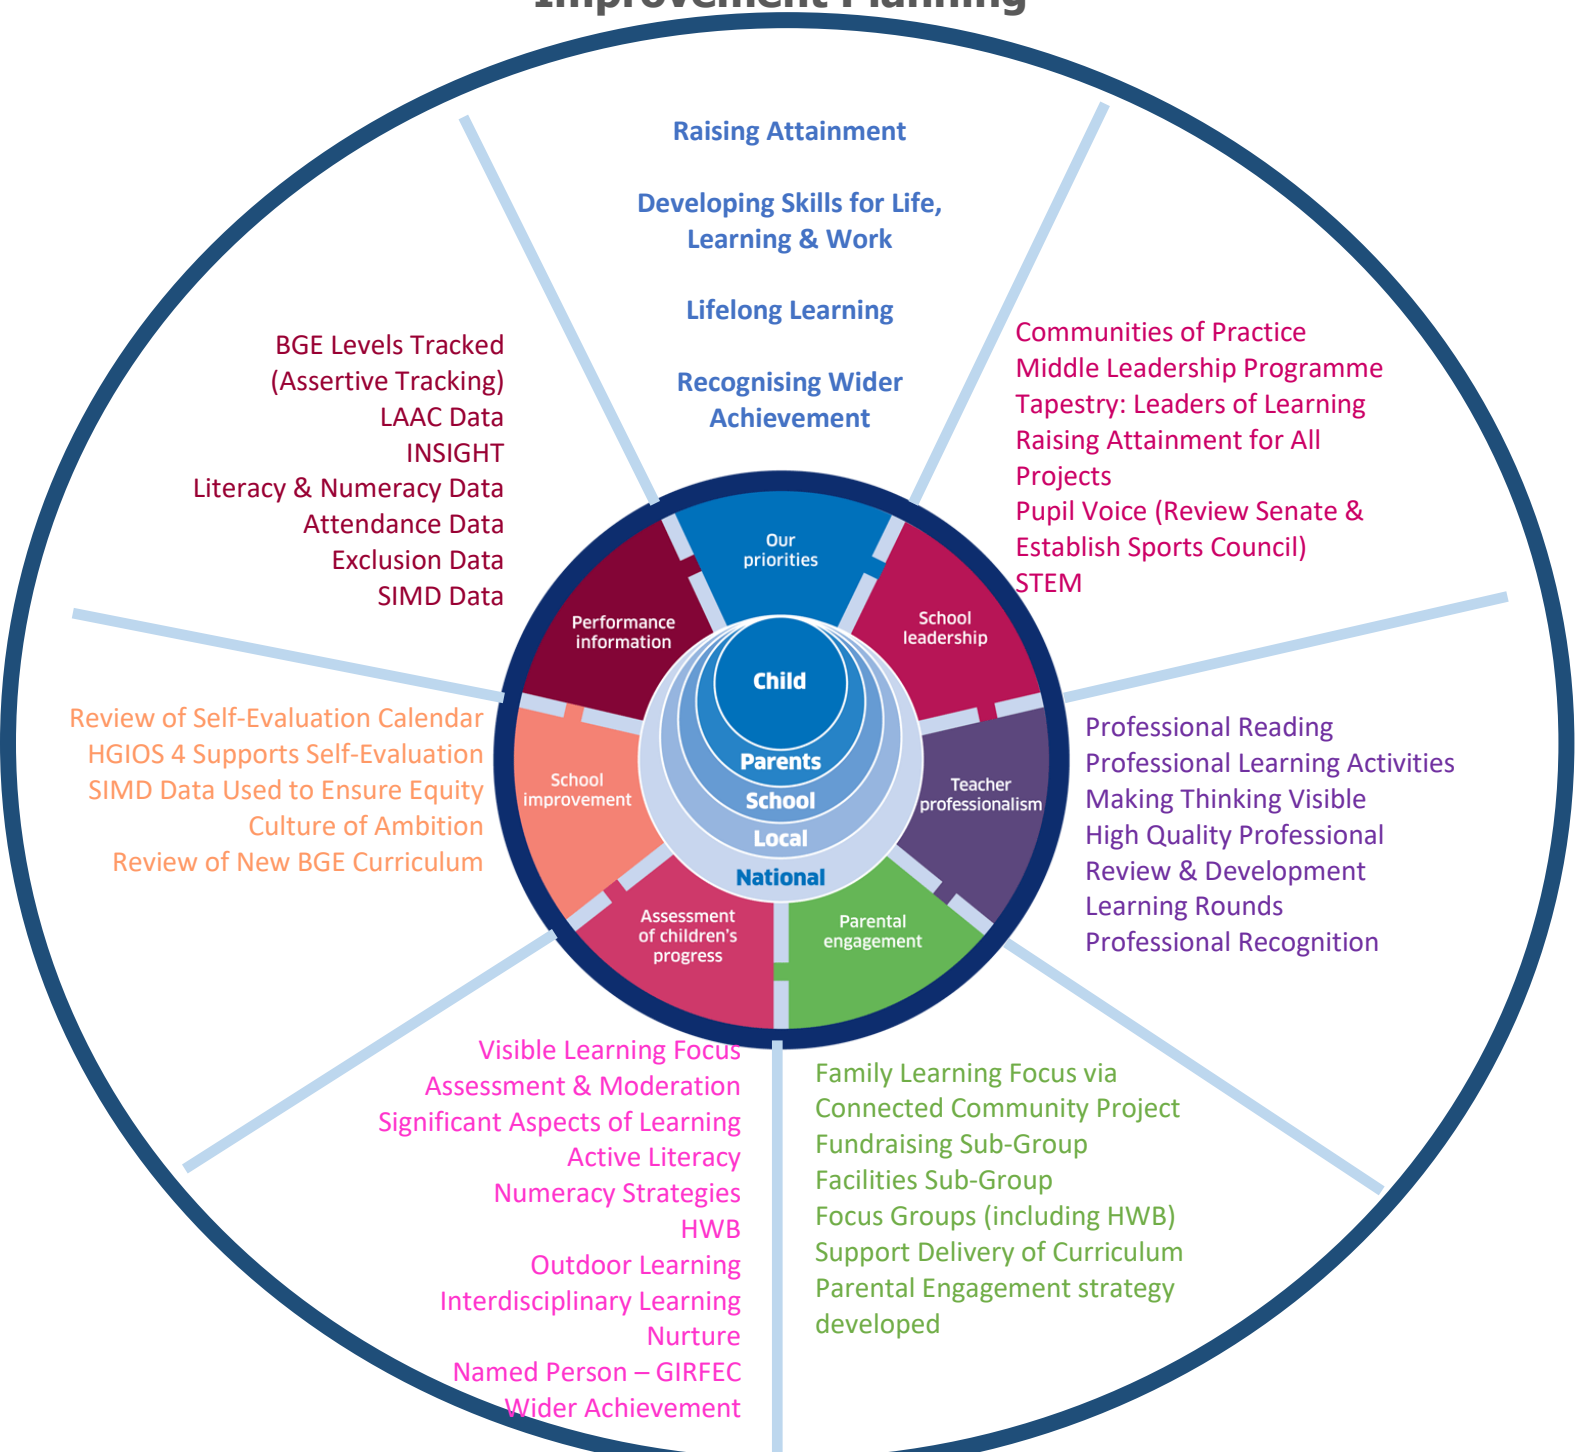 Improvement Planning
Raising Attainment
Developing Skills for Life,
Learning & Work
Lifelong Learning
Recognising Wider
Achievement
Communities of Practice
Middle Leadership Programme
Tapestry: Leaders of Learning
Raising Attainment for All
Projects
Pupil Voice (Review Senate &
Establish Sports Council)
STEM
BGE Levels Tracked
(Assertive Tracking)
LAAC Data
INSIGHT
Literacy & Numeracy Data
Attendance Data
Exclusion Data
SIMD Data
Our
priorities
School
leadership
Performance
information
Child
Parents
School
Local
National
School
improvement
Teacher
professionalism
Assessment
of children's
progress
Parental
engagement
Review of Self-Evaluation Calendar
HGIOS 4 Supports Self-Evaluation
SIMD Data Used to Ensure Equity
Culture of Ambition
Review of New BGE Curriculum
Professional Reading
Professional Learning Activities
Making Thinking Visible
High Quality Professional
Review & Development
Learning Rounds
Professional Recognition
Visible Learning Focus
Assessment & Moderation
Significant Aspects of Learning
Active Literacy
Numeracy Strategies
HWB
Outdoor Learning
Interdisciplinary Learning
Nurture
Named Person – GIRFEC
Wider Achievement
Family Learning Focus via
Connected Community Project
Fundraising Sub-Group
Facilities Sub-Group
Focus Groups (including HWB)
Support Delivery of Curriculum
Parental Engagement strategy
developed